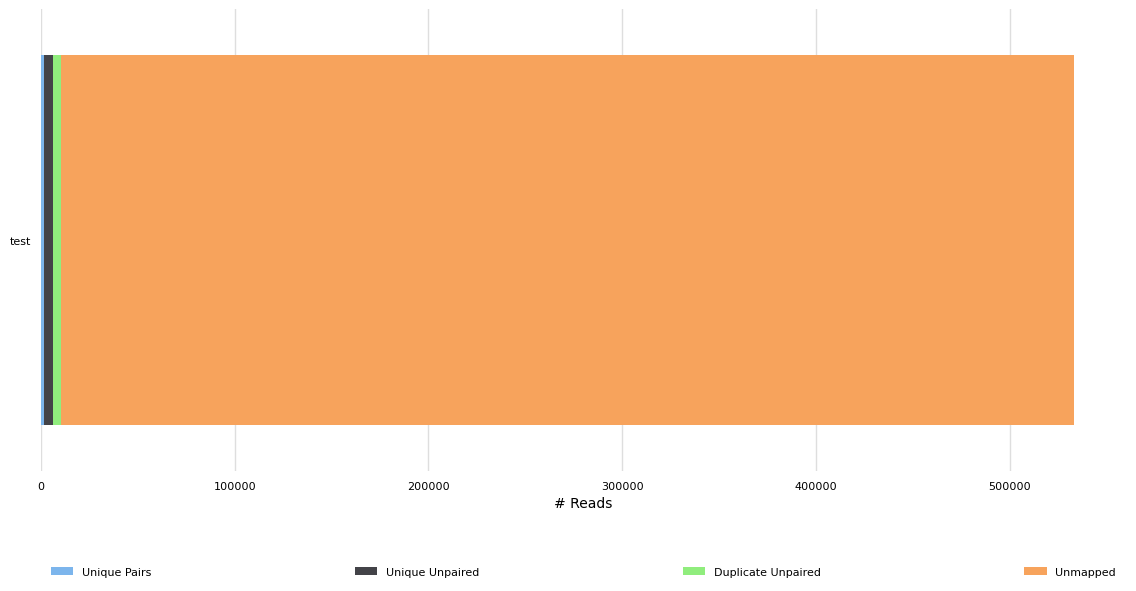 test
0 100000 200000 300000 400000 500000
# Reads
Unique Pairs Unique Unpaired Duplicate Unpaired Unmapped